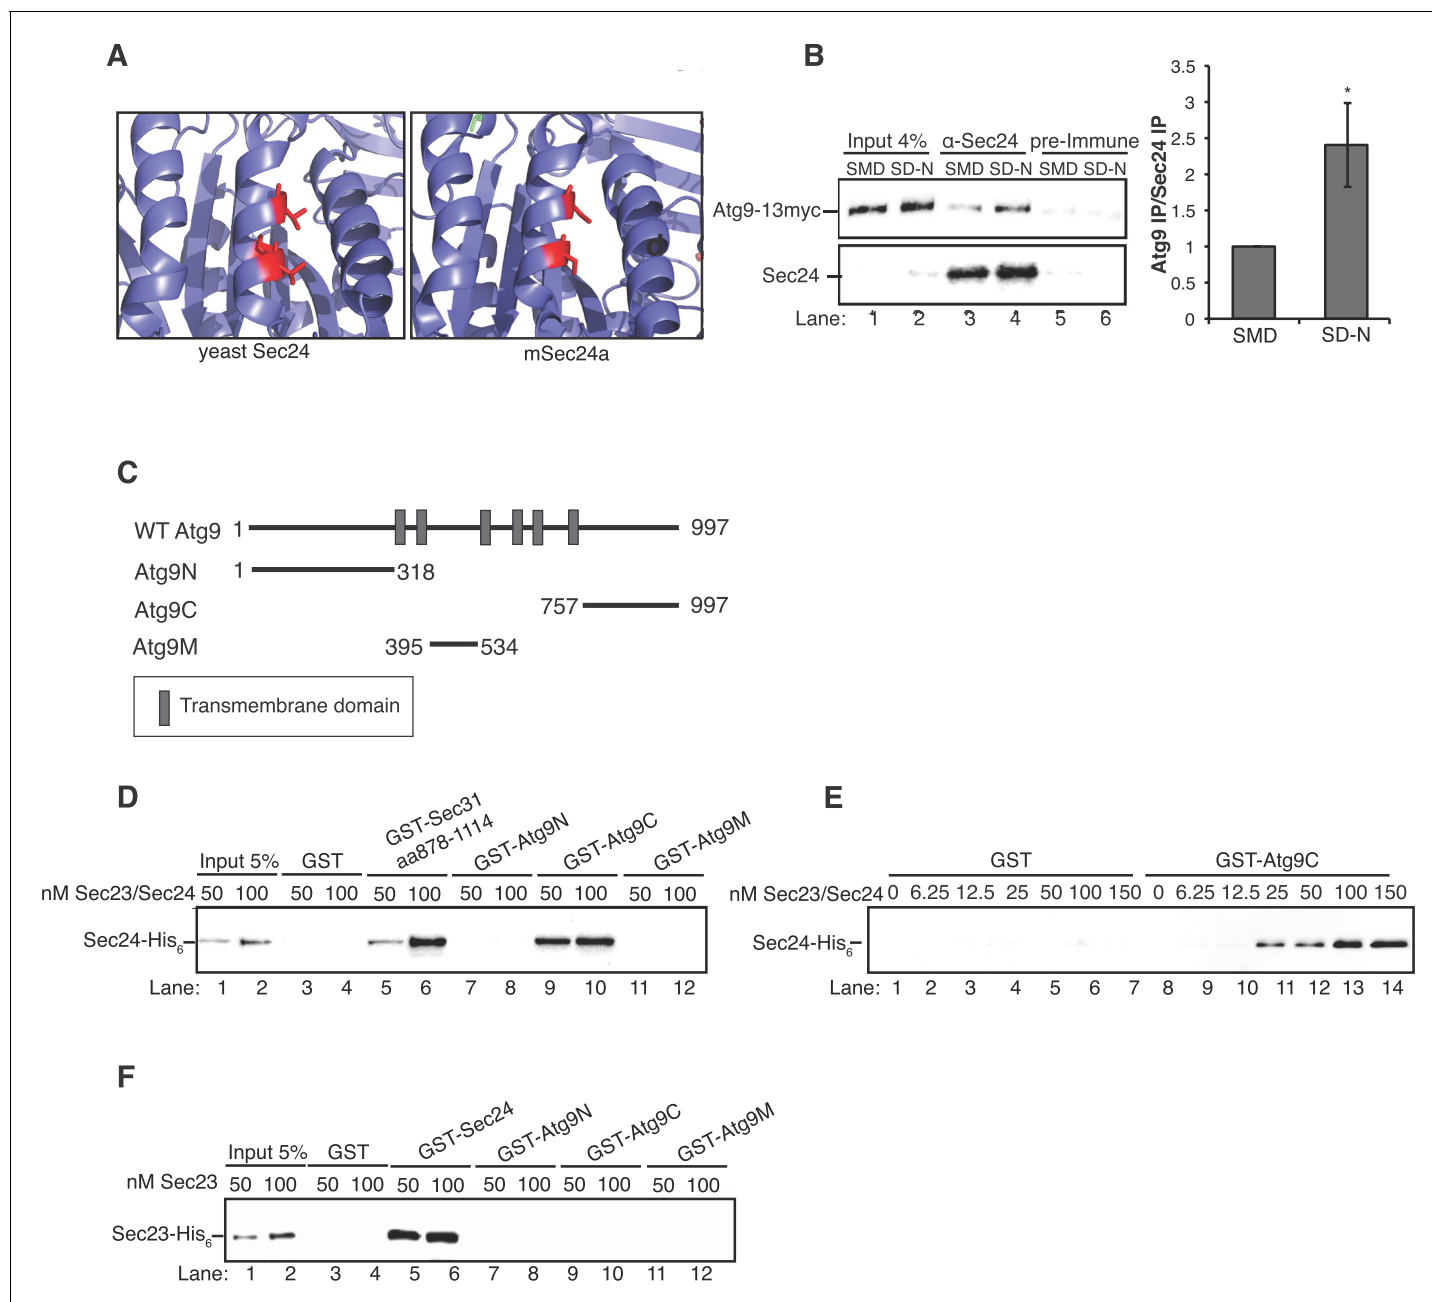 A
yeast Sec24
mSec24a
d
B
Input 4% α-Sec24 pre-Immune
SMD SD-N SMD SD-N SMD SD-N
Atg9-13myc
Sec24
Lane: 1 2 3 4 5 6
Atg9 IP/Sec24 IP
3.5
3
2.5
2
1.5
1
0.5
0
*
SMD SD-N
C
WT Atg9 1 997
Atg9N 1 318
Atg9C 757 997
Atg9M 395 534
Transmembrane domain
D
Input 5% GST GST-Sec31 aa878-1114 GST-Atg9N GST-Atg9C GST-Atg9M
nM Sec23/Sec24 50 100 50 100 50 100 50 100 50 100 50 100
Sec24-His6
Lane: 1 2 3 4 5 6 7 8 9 10 11 12
E
GST GST-Atg9C
nM Sec23/Sec24 0 6.25 12.5 25 50 100 150 0 6.25 12.5 25 50 100 150
Sec24-His6
Lane: 1 2 3 4 5 6 7 8 9 10 11 12 13 14
F
Input 5% GST GST-Sec24 GST-Atg9N GST-Atg9C GST-Atg9M
nM Sec23 50 100 50 100 50 100 50 100 50 100 50 100
Sec23-His6
Lane: 1 2 3 4 5 6 7 8 9 10 11 12